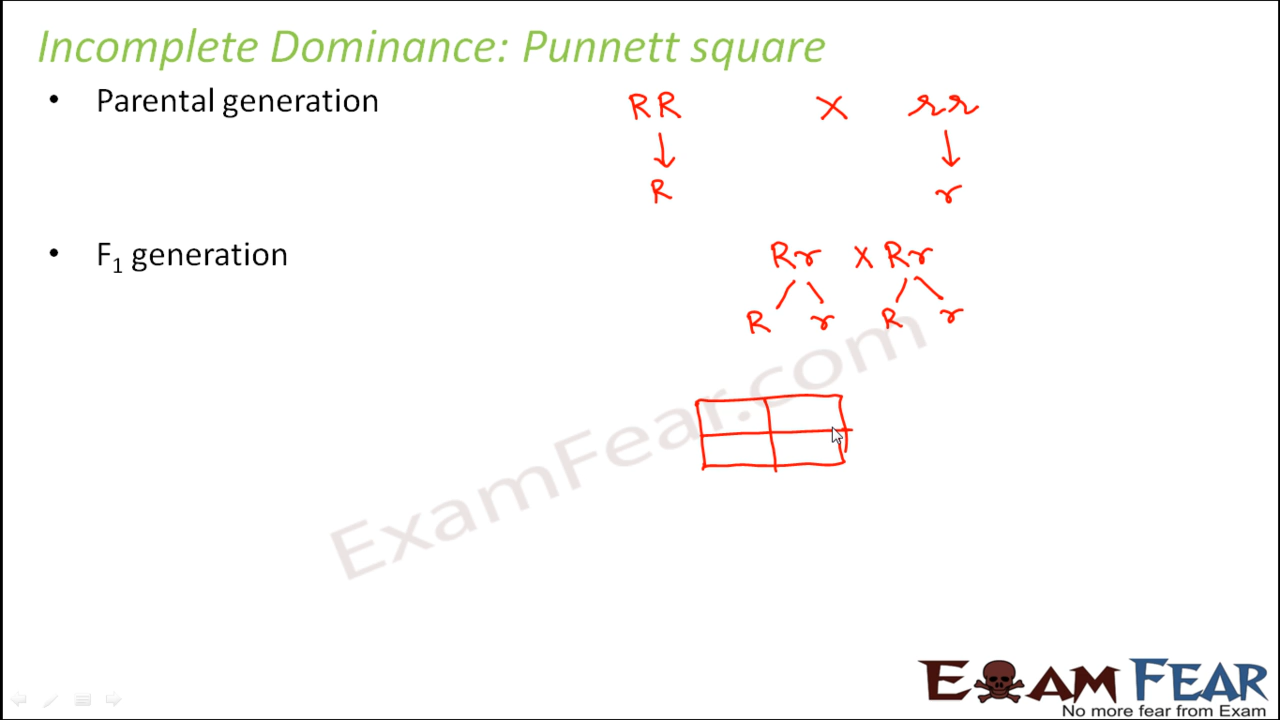 Incomplete Dominance: Punnett square
• Parental generation RR X rr
R r
• F₁ generation Rr X Rr
R r R r
ExamFear.com
EXAM FEAR
No more fear from Exam